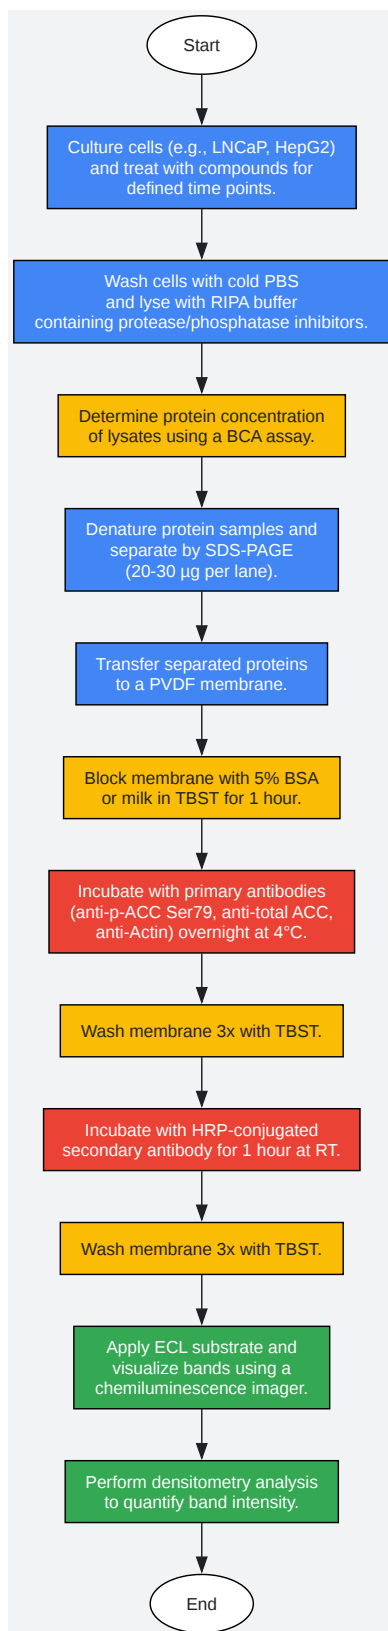 Start
Culture cells (e.g., LNCaP, HepG2)
and treat with compounds for
defined time points.
Wash cells with cold PBS
and lyse with RIPA buffer
containing protease/phosphatase inhibitors.
Determine protein concentration
of lysates using a BCA assay.
Denature protein samples and
separate by SDS-PAGE
(20-30 µg per lane).
Transfer separated proteins
to a PVDF membrane.
Block membrane with 5% BSA
or milk in TBST for 1 hour.
Incubate with primary antibodies
(anti-p-ACC Ser79, anti-total ACC,
anti-Actin) overnight at 4°C.
Wash membrane 3x with TBST.
Incubate with HRP-conjugated
secondary antibody for 1 hour at RT.
Wash membrane 3x with TBST.
Apply ECL substrate and
visualize bands using a
chemiluminescence imager.
Perform densitometry analysis
to quantify band intensity.
End